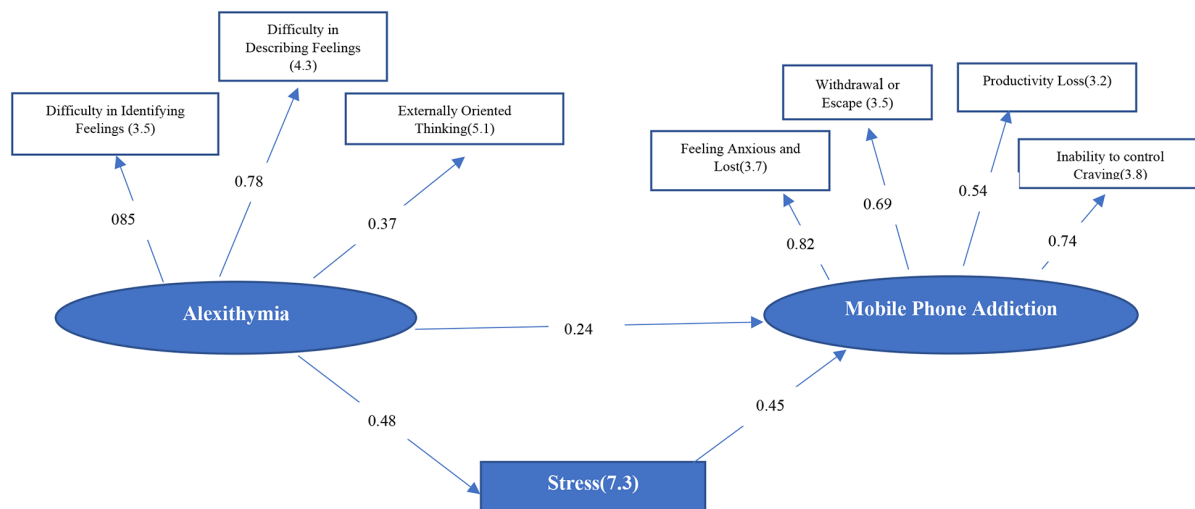 Difficulty in
Describing Feelings
(4.3)
Difficulty in Identifying
Feelings (3.5)
Externally Oriented
Thinking(5.1)
Withdrawal or
Escape (3.5)
Productivity Loss(3.2)
Feeling Anxious and
Lost(3.7)
Inability to control
Craving(3.8)
085
0.78
0.37
0.82
0.69
0.54
0.74
Alexithymia
Mobile Phone Addiction
0.24
0.48
0.45
Stress(7.3)